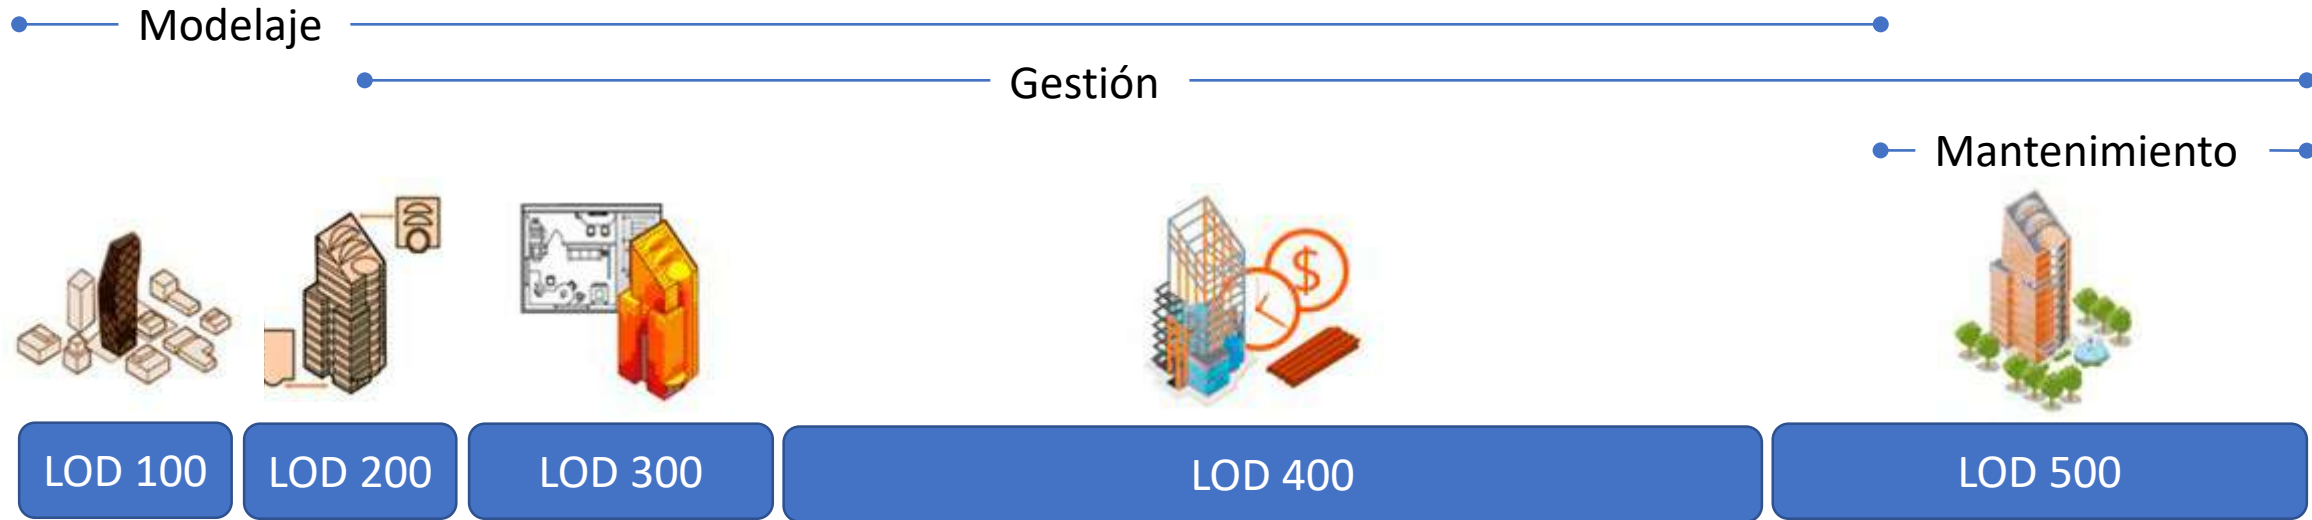 Modelaje
Gestión
Mantenimiento
$
LOD 100
LOD 200
LOD 300
LOD 400
LOD 500